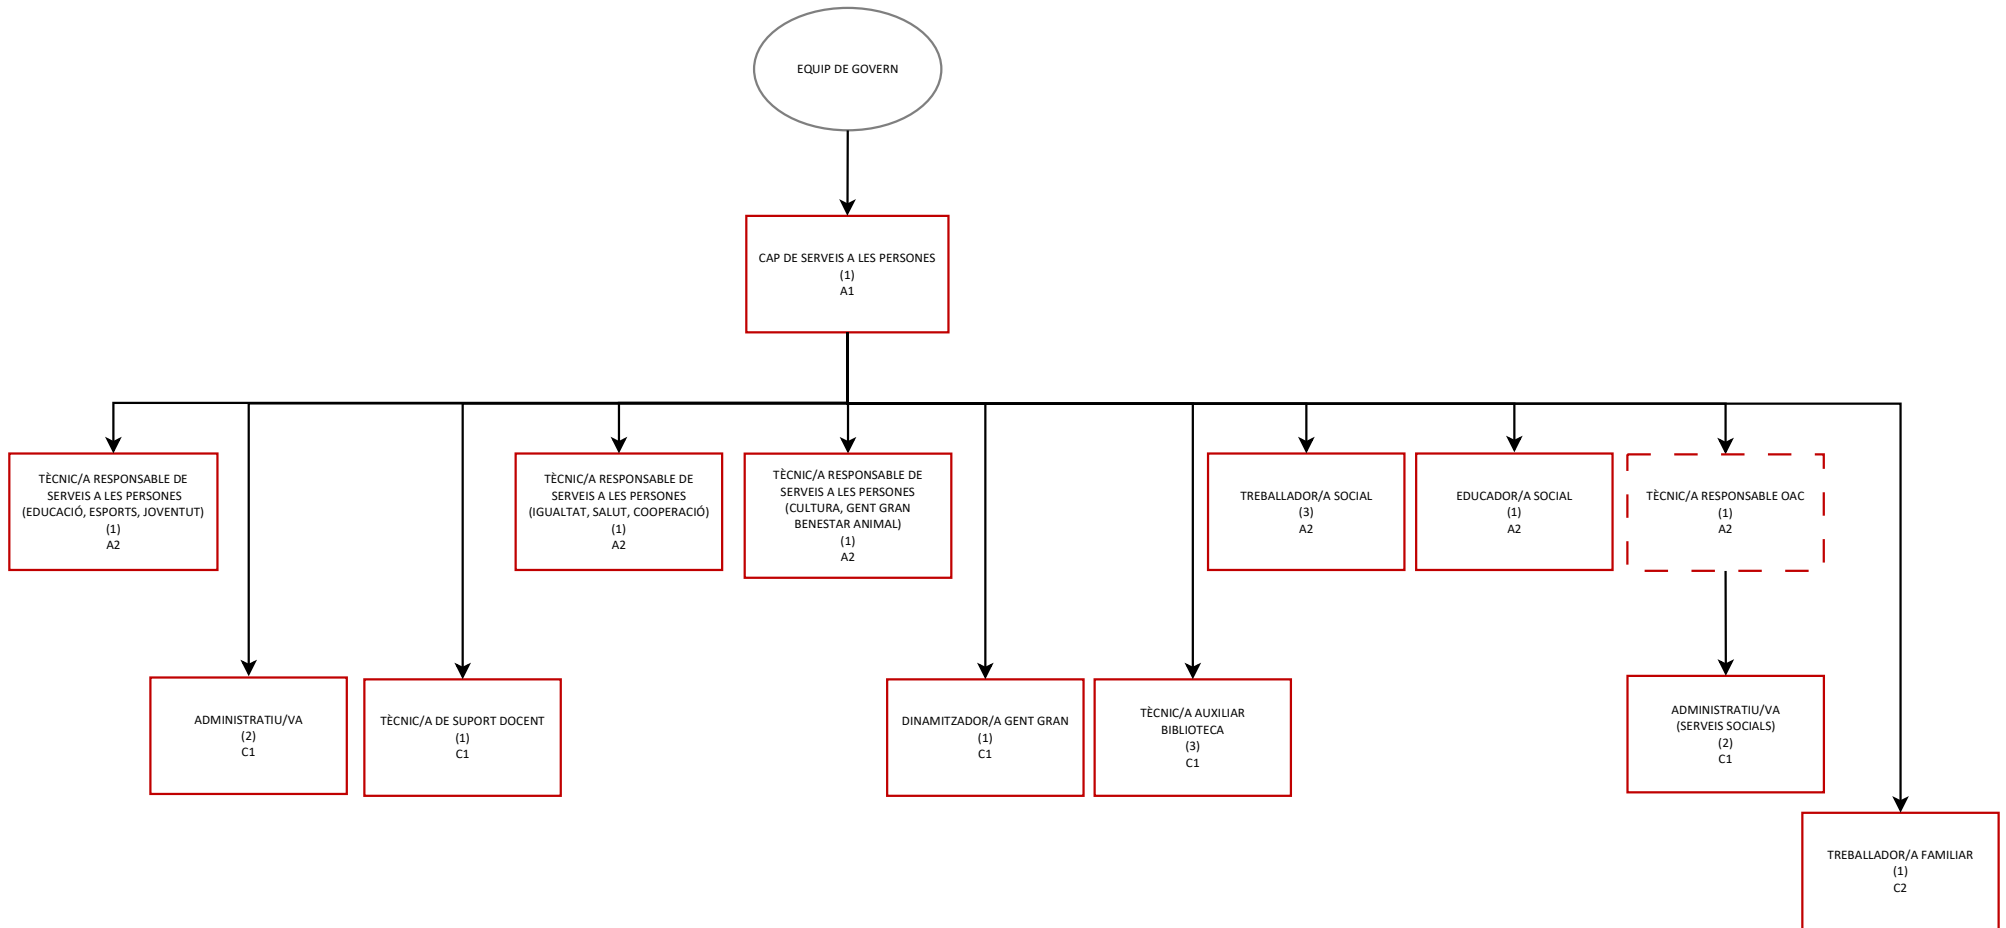 EQUIP DE GOVERN
CAP DE SERVEIS A LES PERSONES
(1)
A1
TÈCNIC/A RESPONSABLE DE
SERVEIS A LES PERSONES
(EDUCACIÓ, ESPORTS, JOVENTUT)
(1)
A2
TÈCNIC/A RESPONSABLE DE
SERVEIS A LES PERSONES
(IGUALTAT, SALUT, COOPERACIÓ)
(1)
A2
TÈCNIC/A RESPONSABLE DE
SERVEIS A LES PERSONES
(CULTURA, GENT GRAN
BENESTAR ANIMAL)
(1)
A2
TREBALLADOR/A SOCIAL
(3)
A2
EDUCADOR/A SOCIAL
(1)
A2
TÈCNIC/A RESPONSABLE OAC
(1)
A2
ADMINISTRATIU/VA
(2)
C1
TÈCNIC/A DE SUPORT DOCENT
(1)
C1
DINAMITZADOR/A GENT GRAN
(1)
C1
TÈCNIC/A AUXILIAR
BIBLIOTECA
(3)
C1
ADMINISTRATIU/VA
(SERVEIS SOCIALS)
(2)
C1
TREBALLADOR/A FAMILIAR
(1)
C2